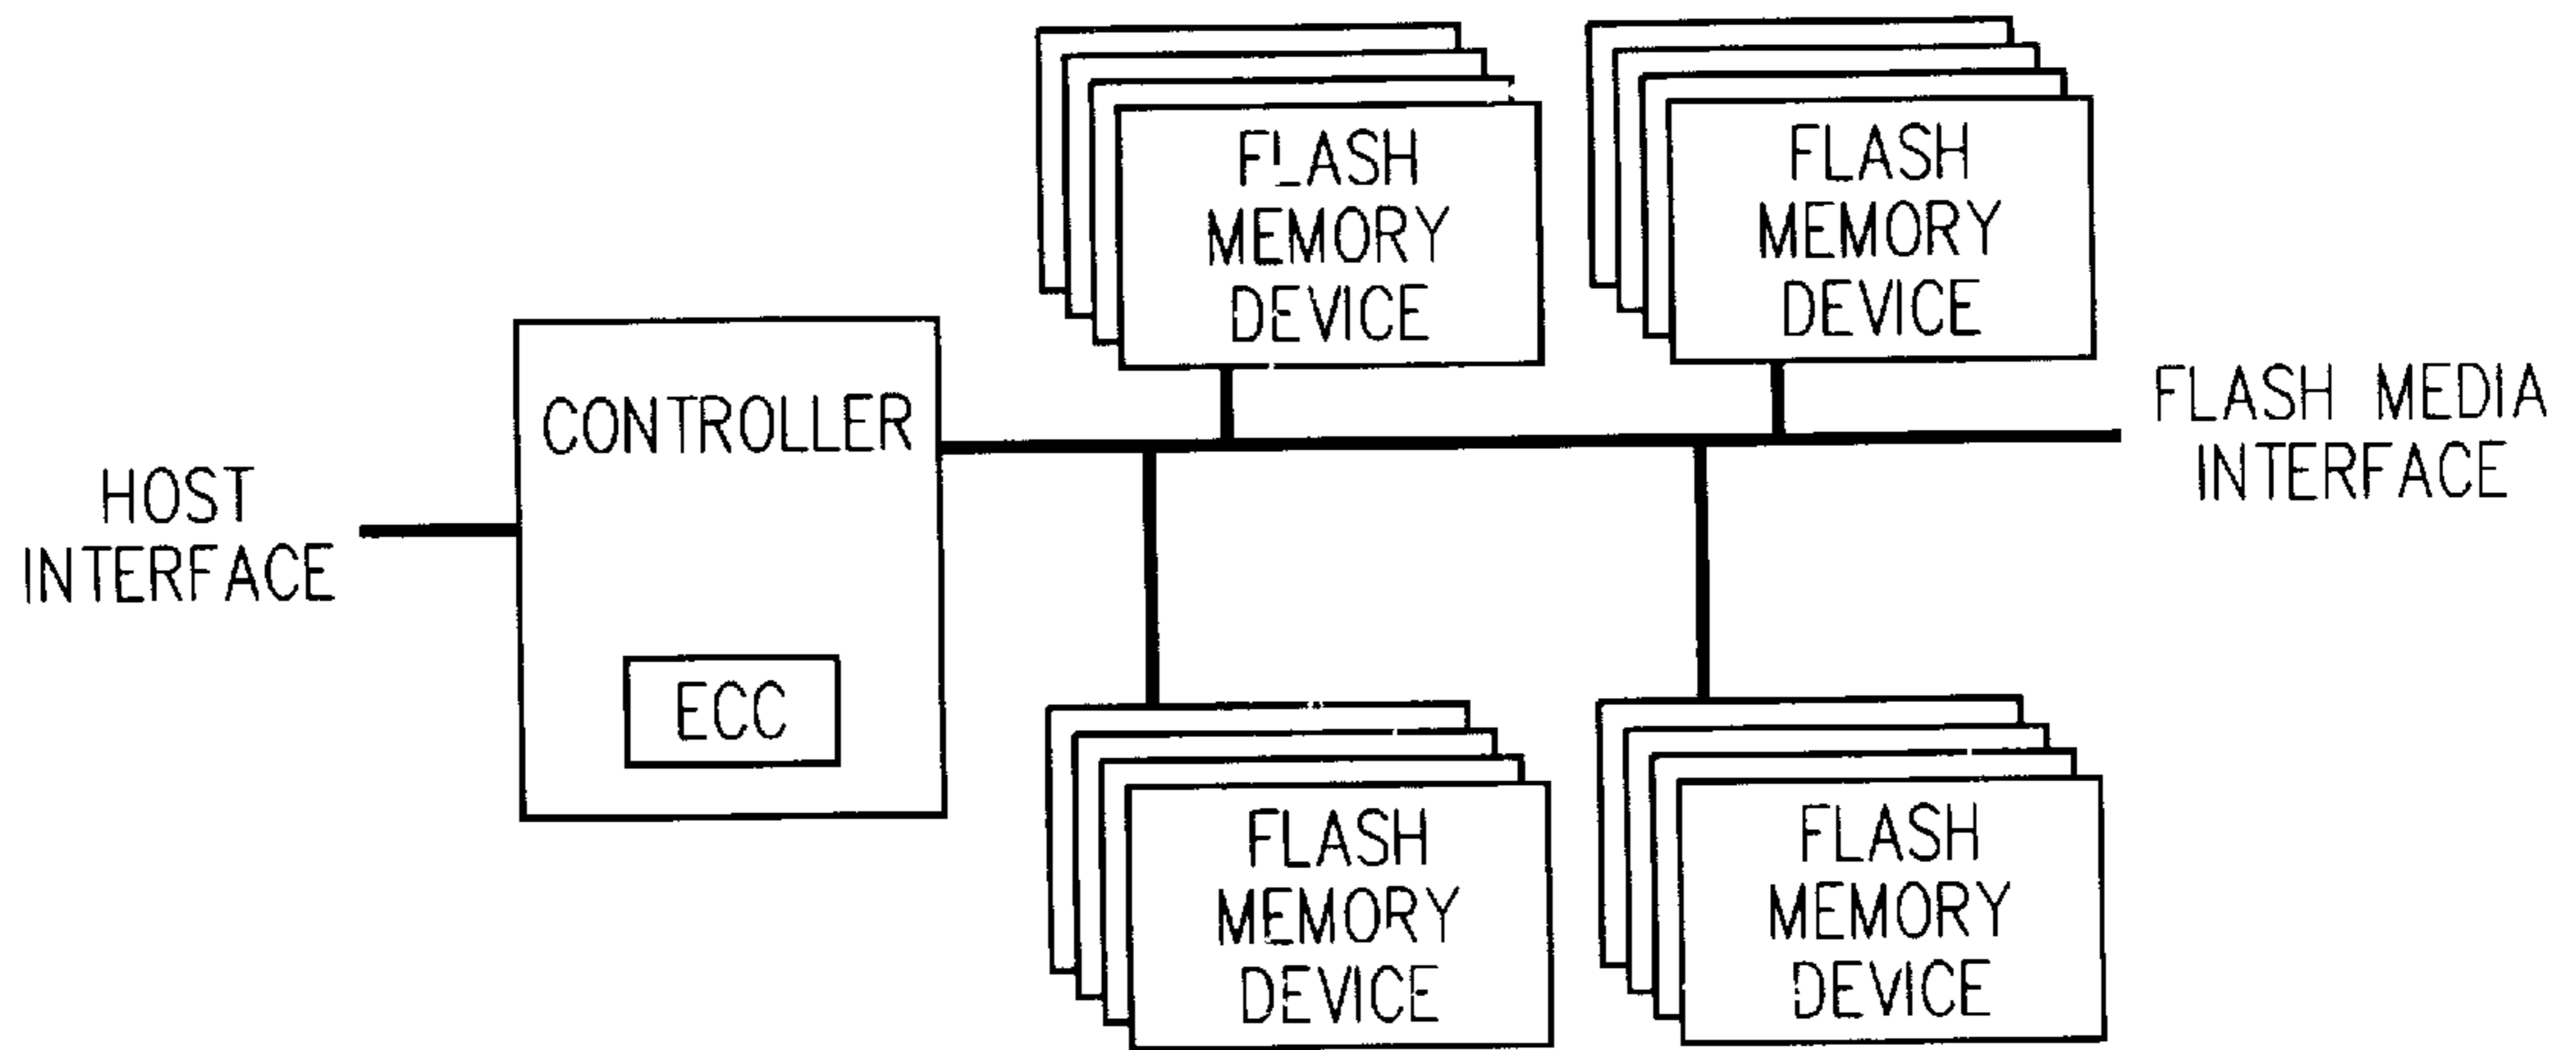 FLASH
MEMORY
DEVICE
FLASH
MEMORY
DEVICE
CONTROLLER
FLASH MEDIA
INTERFACE
HOST
INTERFACE
ECC
FLASH
MEMORY
DEVICE
FLASH
MEMORY
DEVICE